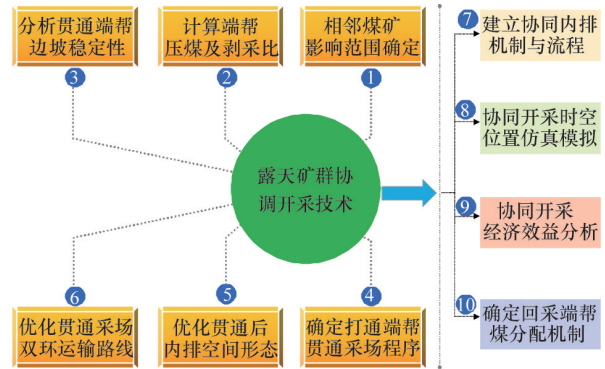 分析贯通端帮
边坡稳定性
3
计算端帮
压煤及剥采比
2
相邻煤矿
影响范围确定
1
露天矿群协
调开采技术
6
优化贯通采场
双环运输路线
5
优化贯通后
内排空间形态
4
确定打通端帮
贯通采场程序
7
建立协同内排
机制与流程
8
协同开采时空
位置仿真模拟
9
协同开采
经济效益分析
10
确定回采端帮
煤分配机制